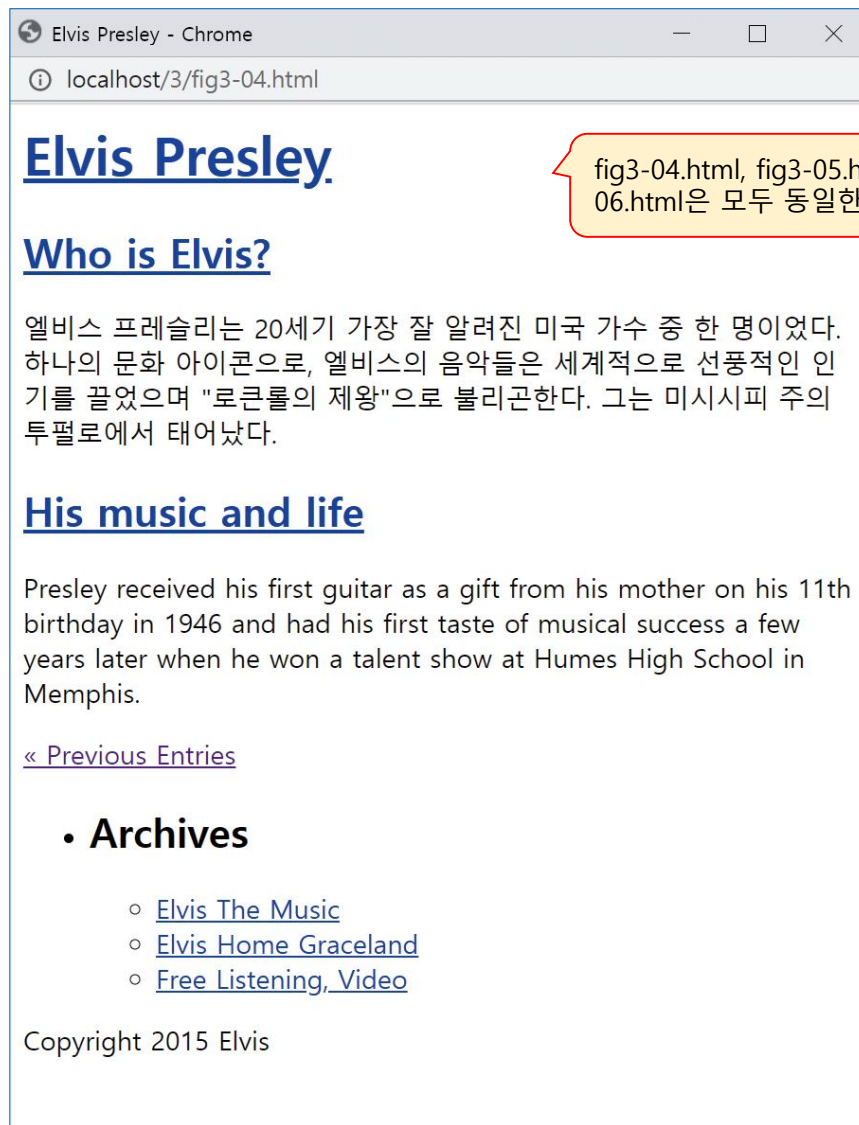 Elvis Presley - Chrome
localhost/3/fig3-04.html
Elvis Presley
fig3-04.html, fig3-05.h
06.html은 모두 동일한
Who is Elvis?
엘비스 프레슬리는 20세기 가장 잘 알려진 미국 가수 중 한 명이었다.
하나의 문화 아이콘으로, 엘비스의 음악들은 세계적으로 선풍적인 인
기를 끌었으며 "로큰롤의 제왕"으로 불리곤한다. 그는 미시시피 주의
투펄로에서 태어났다.
His music and life
Presley received his first guitar as a gift from his mother on his 11th
birthday in 1946 and had his first taste of musical success a few
years later when he won a talent show at Humes High School in
Memphis.
« Previous Entries
• Archives
◦ Elvis The Music
◦ Elvis Home Graceland
◦ Free Listening, Video
Copyright 2015 Elvis